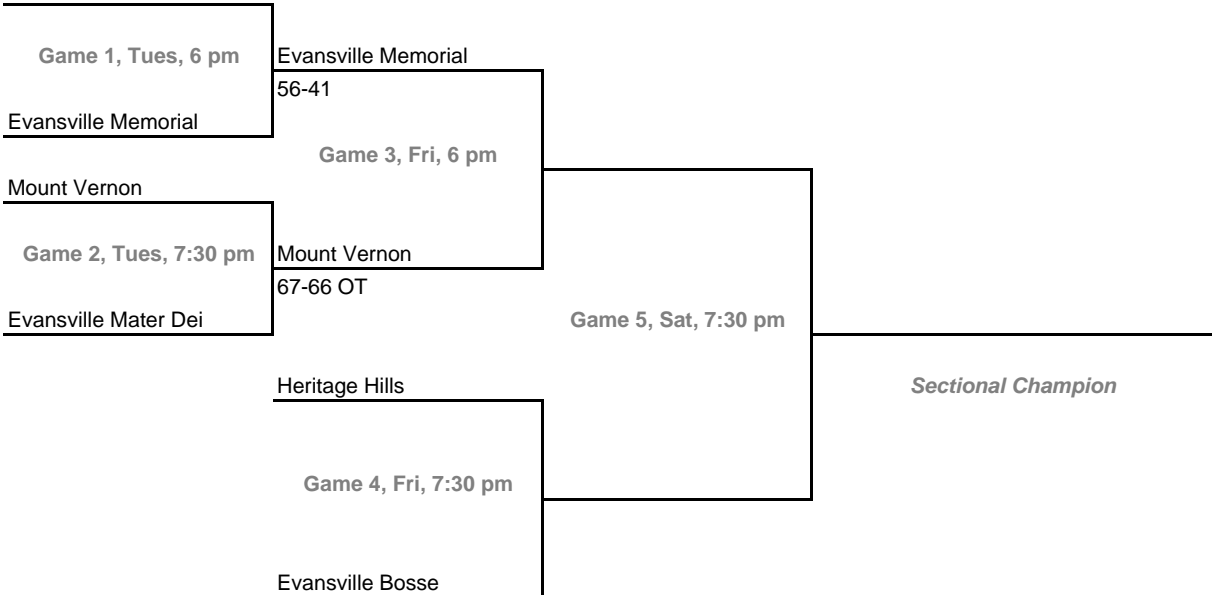 Game 1, Tues, 6 pm
Evansville Memorial
56-41
Evansville Memorial
Game 3, Fri, 6 pm
Mount Vernon
Game 2, Tues, 7:30 pm
Mount Vernon
67-66 OT
Evansville Mater Dei
Game 5, Sat, 7:30 pm
Heritage Hills
Sectional Champion
Game 4, Fri, 7:30 pm
Evansville Bosse